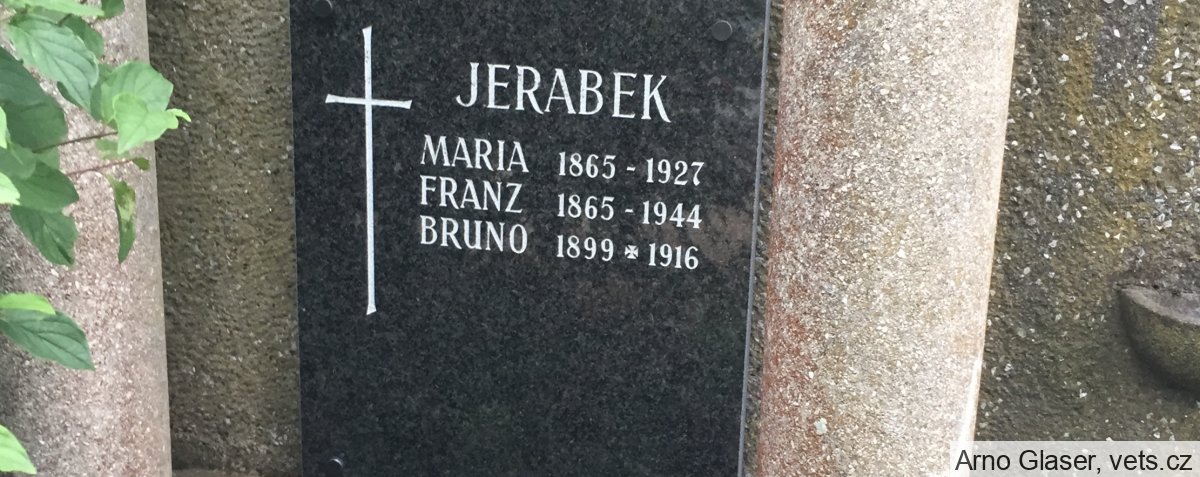 JERABEK
MARIA 1865 - 1927
FRANZ 1865 - 1944
BRUNO 1899 ✠ 1916
Arno Glaser, vets.cz